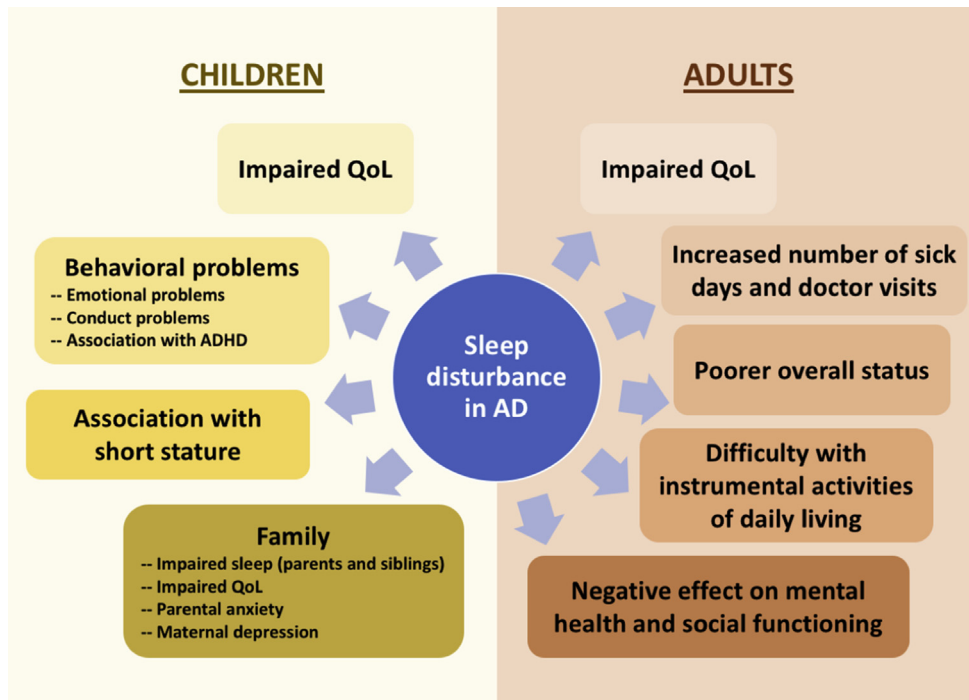 CHILDREN
Impaired QoL
Behavioral problems
-- Emotional problems
-- Conduct problems
-- Association with ADHD
Association with
short stature
Family
-- Impaired sleep (parents and siblings)
-- Impaired QoL
-- Parental anxiety
-- Maternal depression
Sleep
disturbance
in AD
ADULTS
Impaired QoL
Increased number of sick
days and doctor visits
Poorer overall status
Difficulty with
instrumental activities
of daily living
Negative effect on mental
health and social functioning